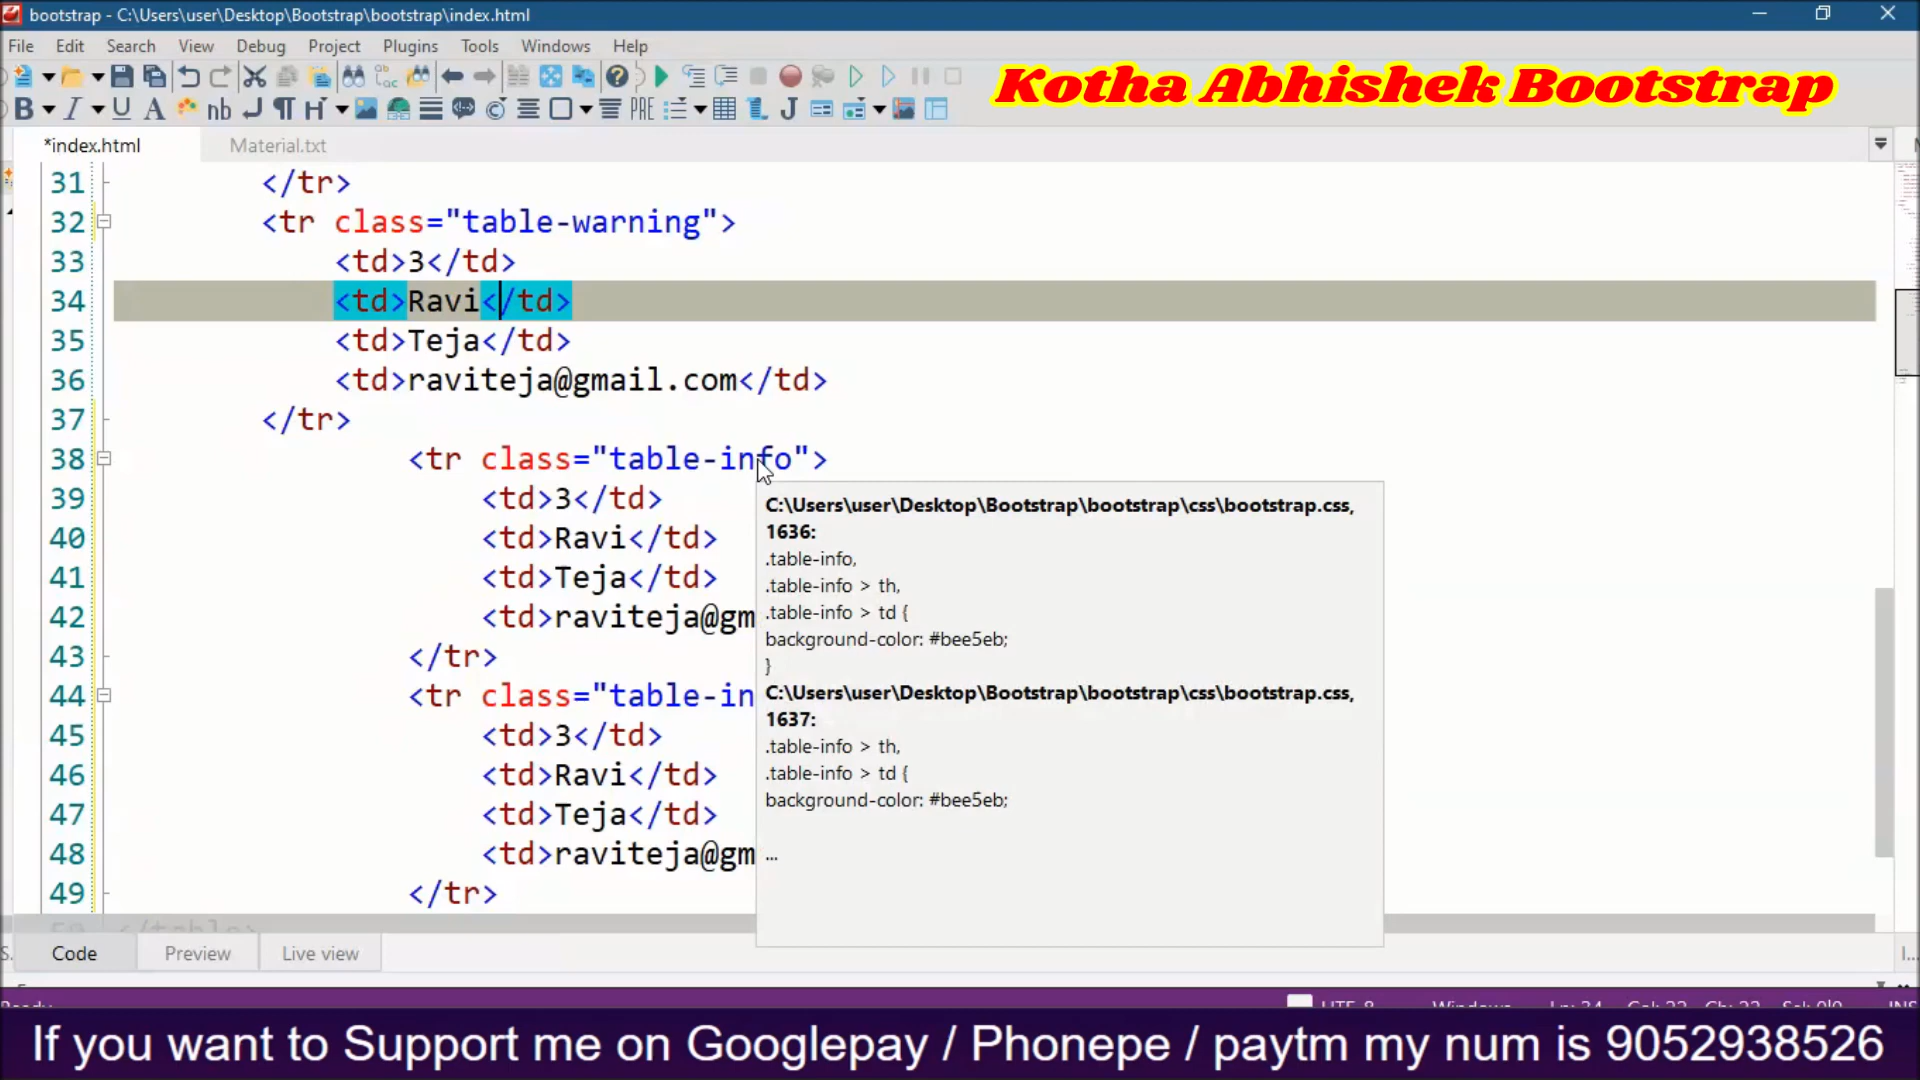 bootstrap - C:\Users\user\Desktop\Bootstrap\bootstrap\index.html
File Edit Search View Debug Project Plugins Tools Windows Help
Kotha Abhishek Bootstrap
*index.html Material.txt
31 </tr>
32 <tr class="table-warning">
33 <td>3</td>
34 <td>Ravi</td>
35 <td>Teja</td>
36 <td>raviteja@gmail.com</td>
37 </tr>
38 <tr class="table-info">
39 <td>3</td>
40 <td>Ravi</td>
41 <td>Teja</td>
42 <td>raviteja@gm
43 </tr>
44 <tr class="table-in
45 <td>3</td>
46 <td>Ravi</td>
47 <td>Teja</td>
48 <td>raviteja@gm
49 </tr>
C:\Users\user\Desktop\Bootstrap\bootstrap\css\bootstrap.css,
1636:
.table-info,
.table-info > th,
.table-info > td {
background-color: #bee5eb;
}
C:\Users\user\Desktop\Bootstrap\bootstrap\css\bootstrap.css,
1637:
.table-info > th,
.table-info > td {
background-color: #bee5eb;
...
Code Preview Live view
If you want to Support me on Googlepay / Phonepe / paytm my num is 9052938526